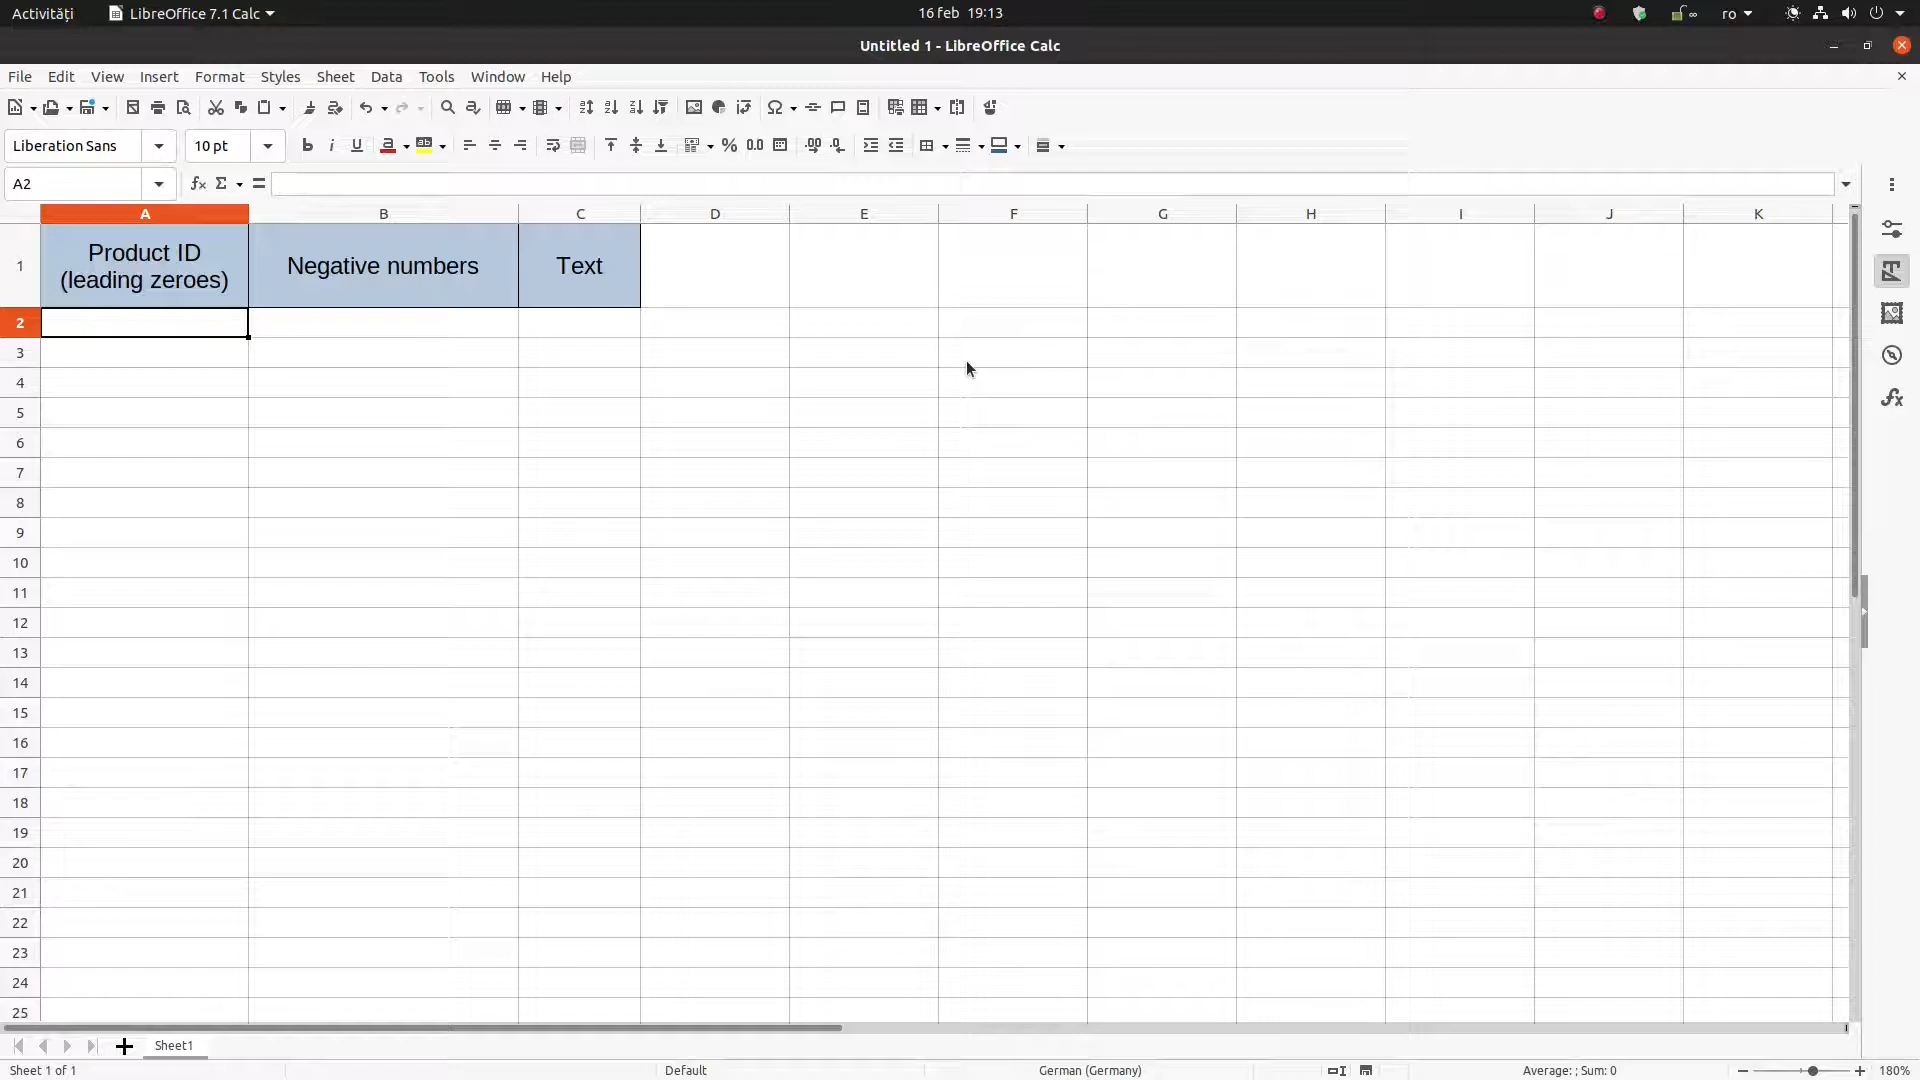 Activități LibreOffice 7.1 Calc 16 feb 19:13 ro
Untitled 1 - LibreOffice Calc
File Edit View Insert Format Styles Sheet Data Tools Window Help
Liberation Sans 10 pt
A2
A B C D E F G H I J K
1 Product ID (leading zeroes) Negative numbers Text
2
3
4
5
6
7
8
9
10
11
12
13
14
15
16
17
18
19
20
21
22
23
24
25
Sheet1
Sheet 1 of 1 Default German (Germany) Average: ; Sum: 0 180%